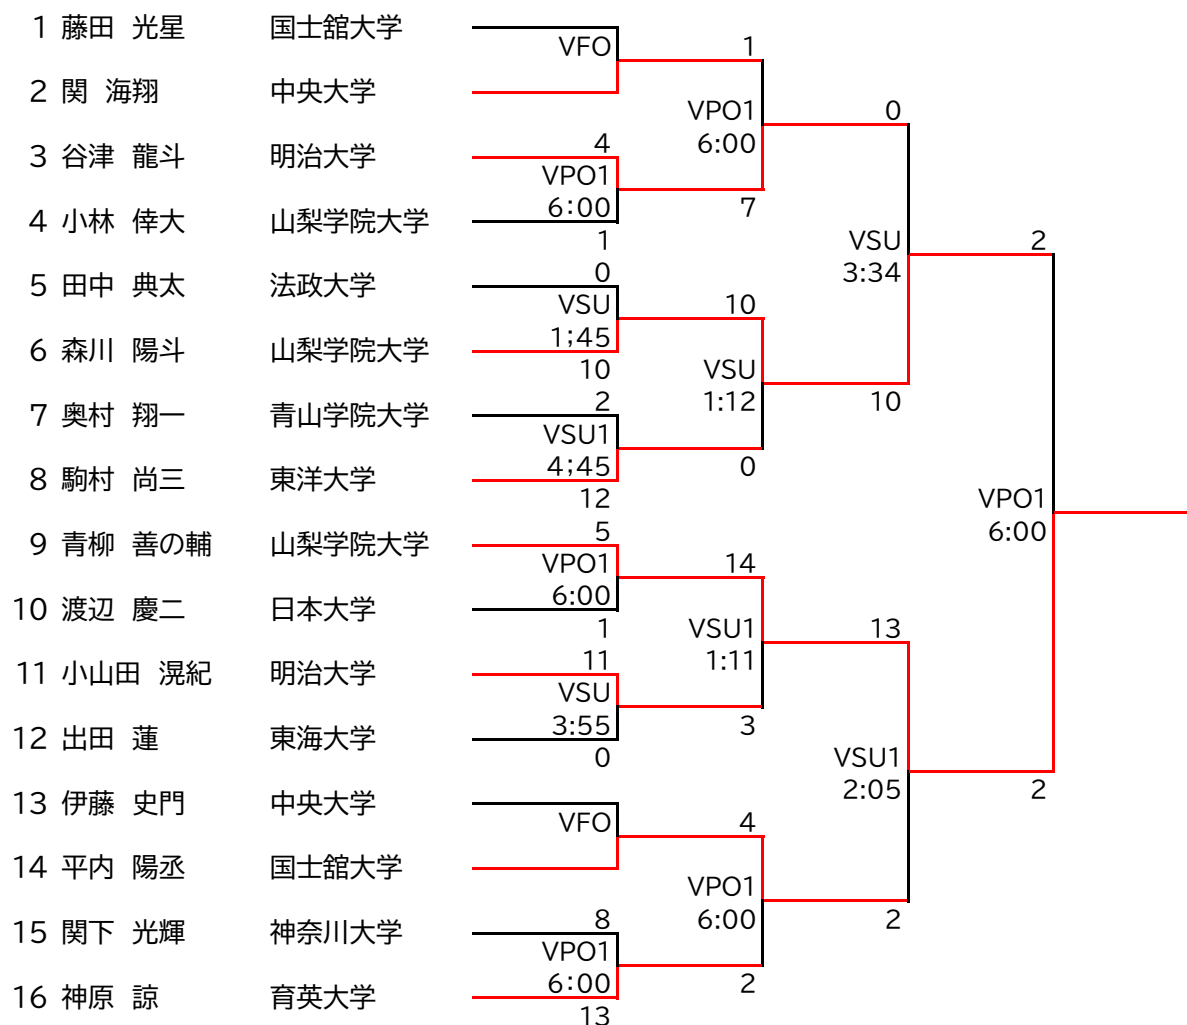 1 藤田 光星 国士舘大学
VFO 1
2 関 海翔 中央大学
VPO1 0
6:00
3 谷津 龍斗 明治大学 4
VPO1
6:00 7
4 小林 倖大 山梨学院大学
1
VSU 2
3:34
5 田中 典太 法政大学 0
VSU 10
1;45
6 森川 陽斗 山梨学院大学
10
VSU
1:12 10
7 奥村 翔一 青山学院大学 2
VSU1
4;45 0
8 駒村 尚三 東洋大学
12
VPO1
6:00
9 青柳 善の輔 山梨学院大学 5
VPO1 14
6:00
10 渡辺 慶二 日本大学
1
VSU1 13
1:11
11 小山田 滉紀 明治大学 11
VSU
3:55 3
12 出田 蓮 東海大学
0
VSU1
2:05 2
13 伊藤 史門 中央大学
VFO 4
14 平内 陽丞 国士舘大学
VPO1
6:00 2
15 関下 光輝 神奈川大学 8
VPO1
6:00 2
16 神原 諒 育英大学
13